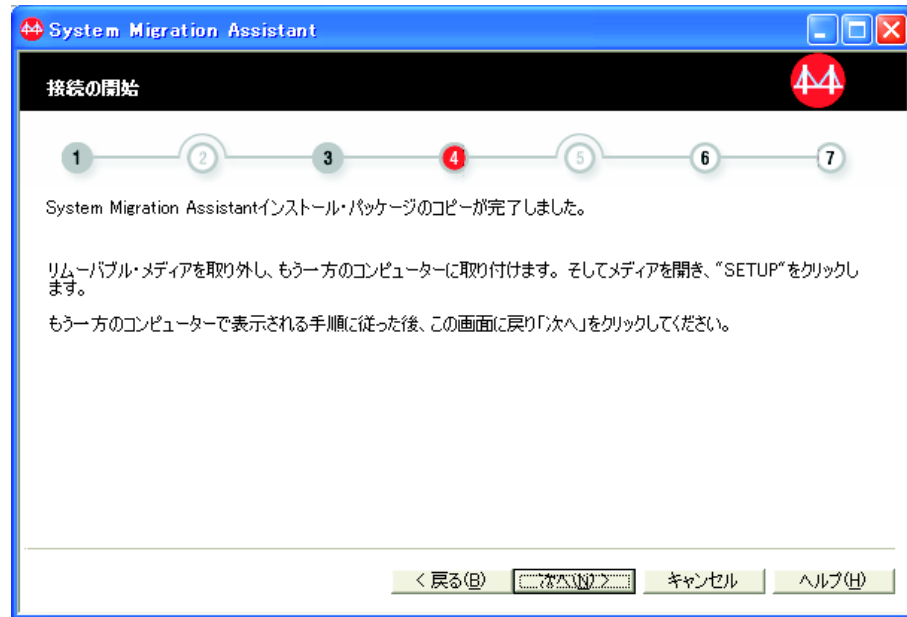 System Migration Assistant
接続の開始
1 2 3 4 5 6 7
System Migration Assistantインストール・パッケージのコピーが完了しました。
リムーバブル・メディアを取り外し、もう一方のコンピューターに取り付けます。そしてメディアを開き、"SETUP"をクリックし
ます。
もう一方のコンピューターで表示される手順に従った後、この画面に戻り「次へ」をクリックしてください。
< 戻る(B) 次へ(N) > キャンセル ヘルプ(H)